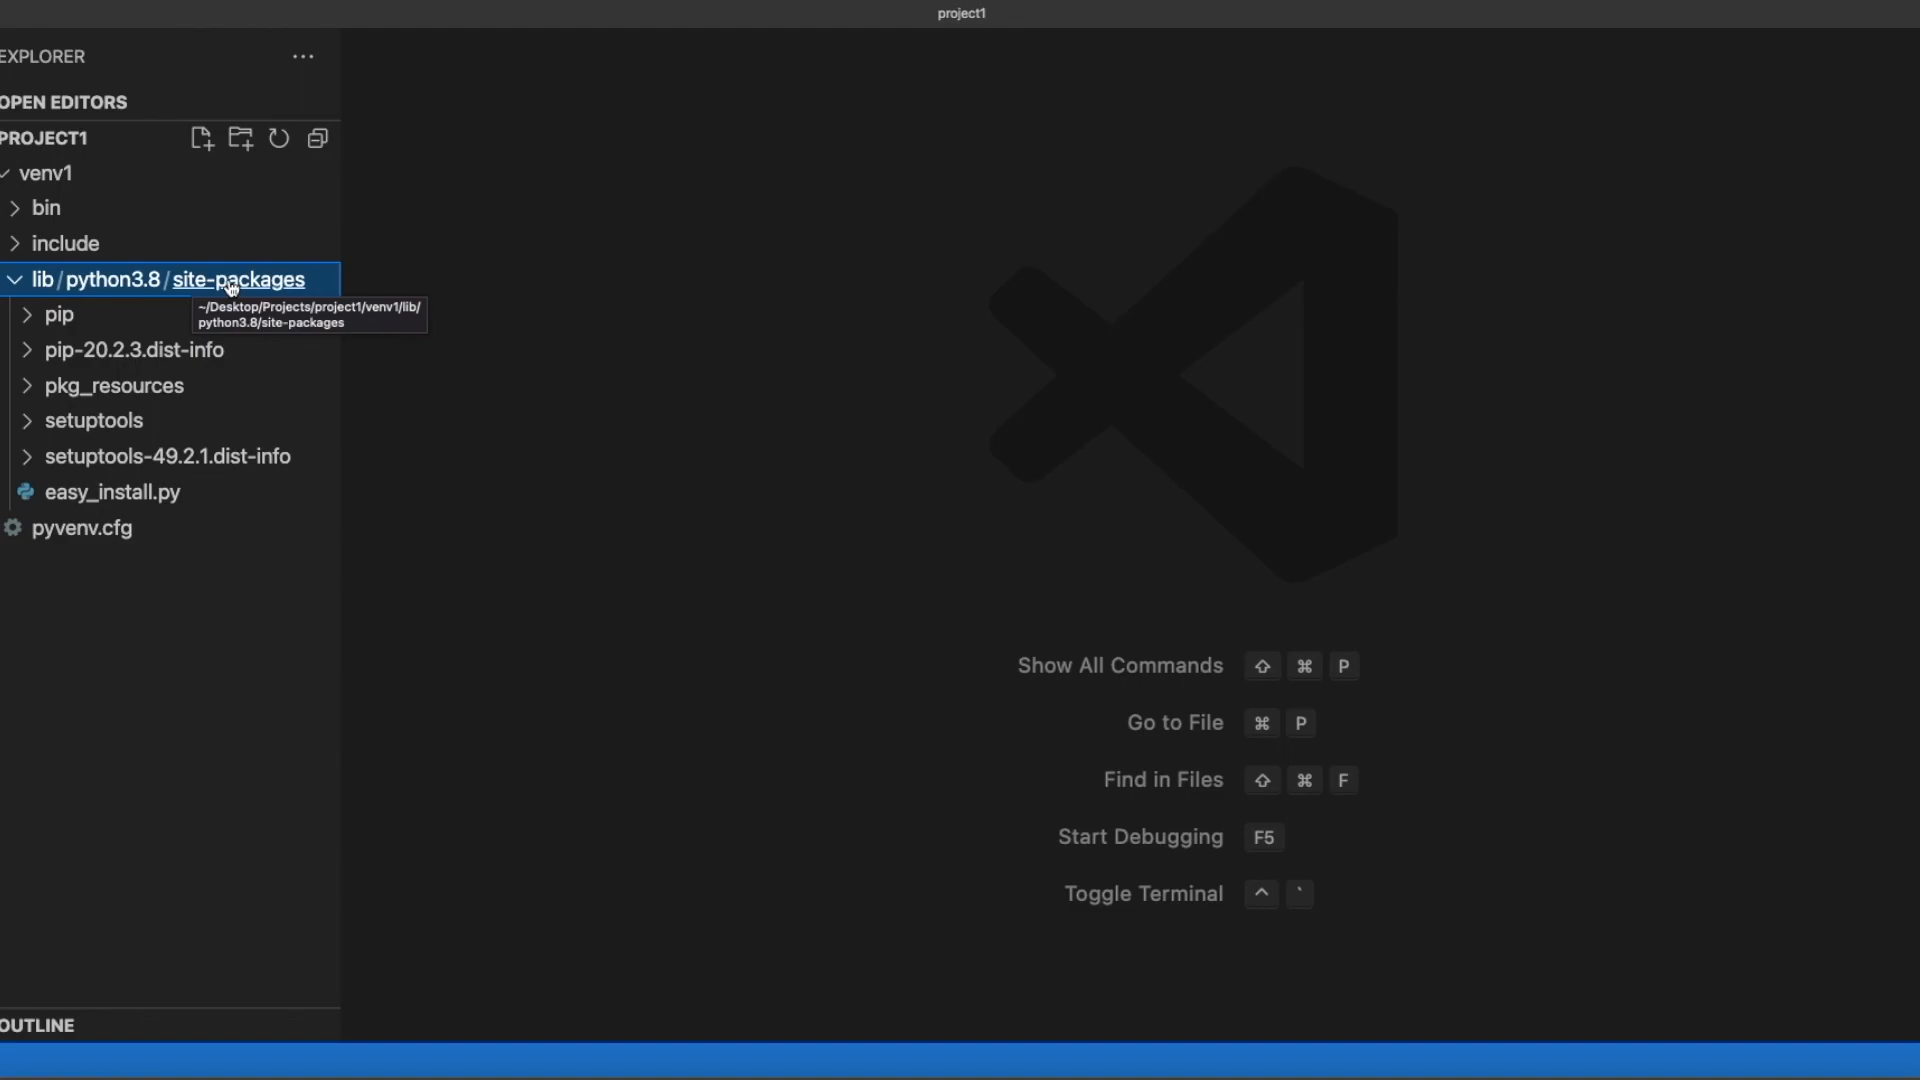 project1
EXPLORER
OPEN EDITORS
PROJECT1
venv1
bin
include
lib/python3.8/site-packages
~/Desktop/Projects/project1/venv1/lib/
python3.8/site-packages
pip
pip-20.2.3.dist-info
pkg_resources
setuptools
setuptools-49.2.1.dist-info
easy_install.py
pyvenv.cfg
Show All Commands ⇧ ⌘ P
Go to File ⌘ P
Find in Files ⇧ ⌘ F
Start Debugging F5
Toggle Terminal ^ `
OUTLINE